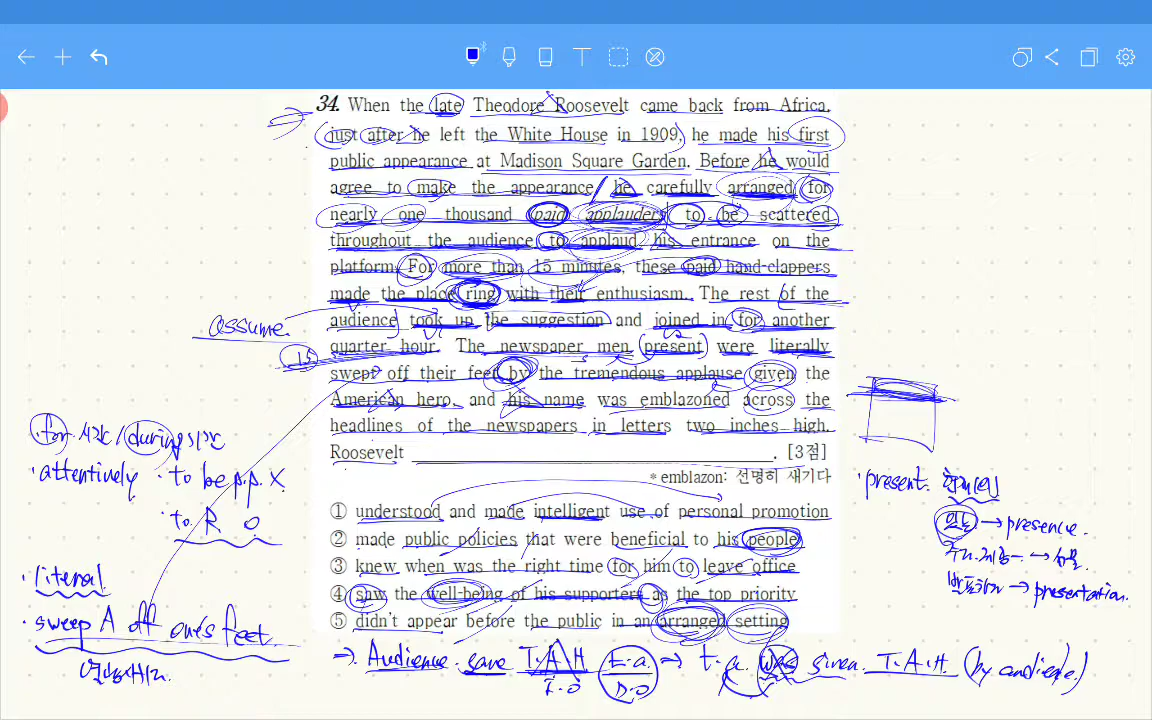 34. When the late Theodore Roosevelt came back from Africa,
just after he left the White House in 1909, he made his first
public appearance at Madison Square Garden. Before he would
agree to make the appearance, he carefully arranged for
nearly one thousand paid applauders to be scattered
throughout the audience to applaud his entrance on the
platform. For more than 15 minutes, these paid hand-clappers
made the place ring with their enthusiasm. The rest of the
audience took up the suggestion and joined in for another
quarter hour. The newspaper men present were literally
swept off their feet by the tremendous applause given the
American hero, and his name was emblazoned across the
headlines of the newspapers in letters two inches high.
Roosevelt ______________________________. [3점]
* emblazon: 선명히 새기다
① understood and made intelligent use of personal promotion
② made public policies that were beneficial to his people
③ knew when was the right time for him to leave office
④ saw the well-being of his supporters as the top priority
⑤ didn't appear before the public in an arranged setting
assume
15
for / during
· attentively · to be p.p. X
· to R O
· literal
· sweep A off one's feet
· present.
→ presence.
→ presentation.
⇒ Audience gave T.A.H t.a. ⇒ t.a. was given T.A.H. (by audience.)
I.O D.O